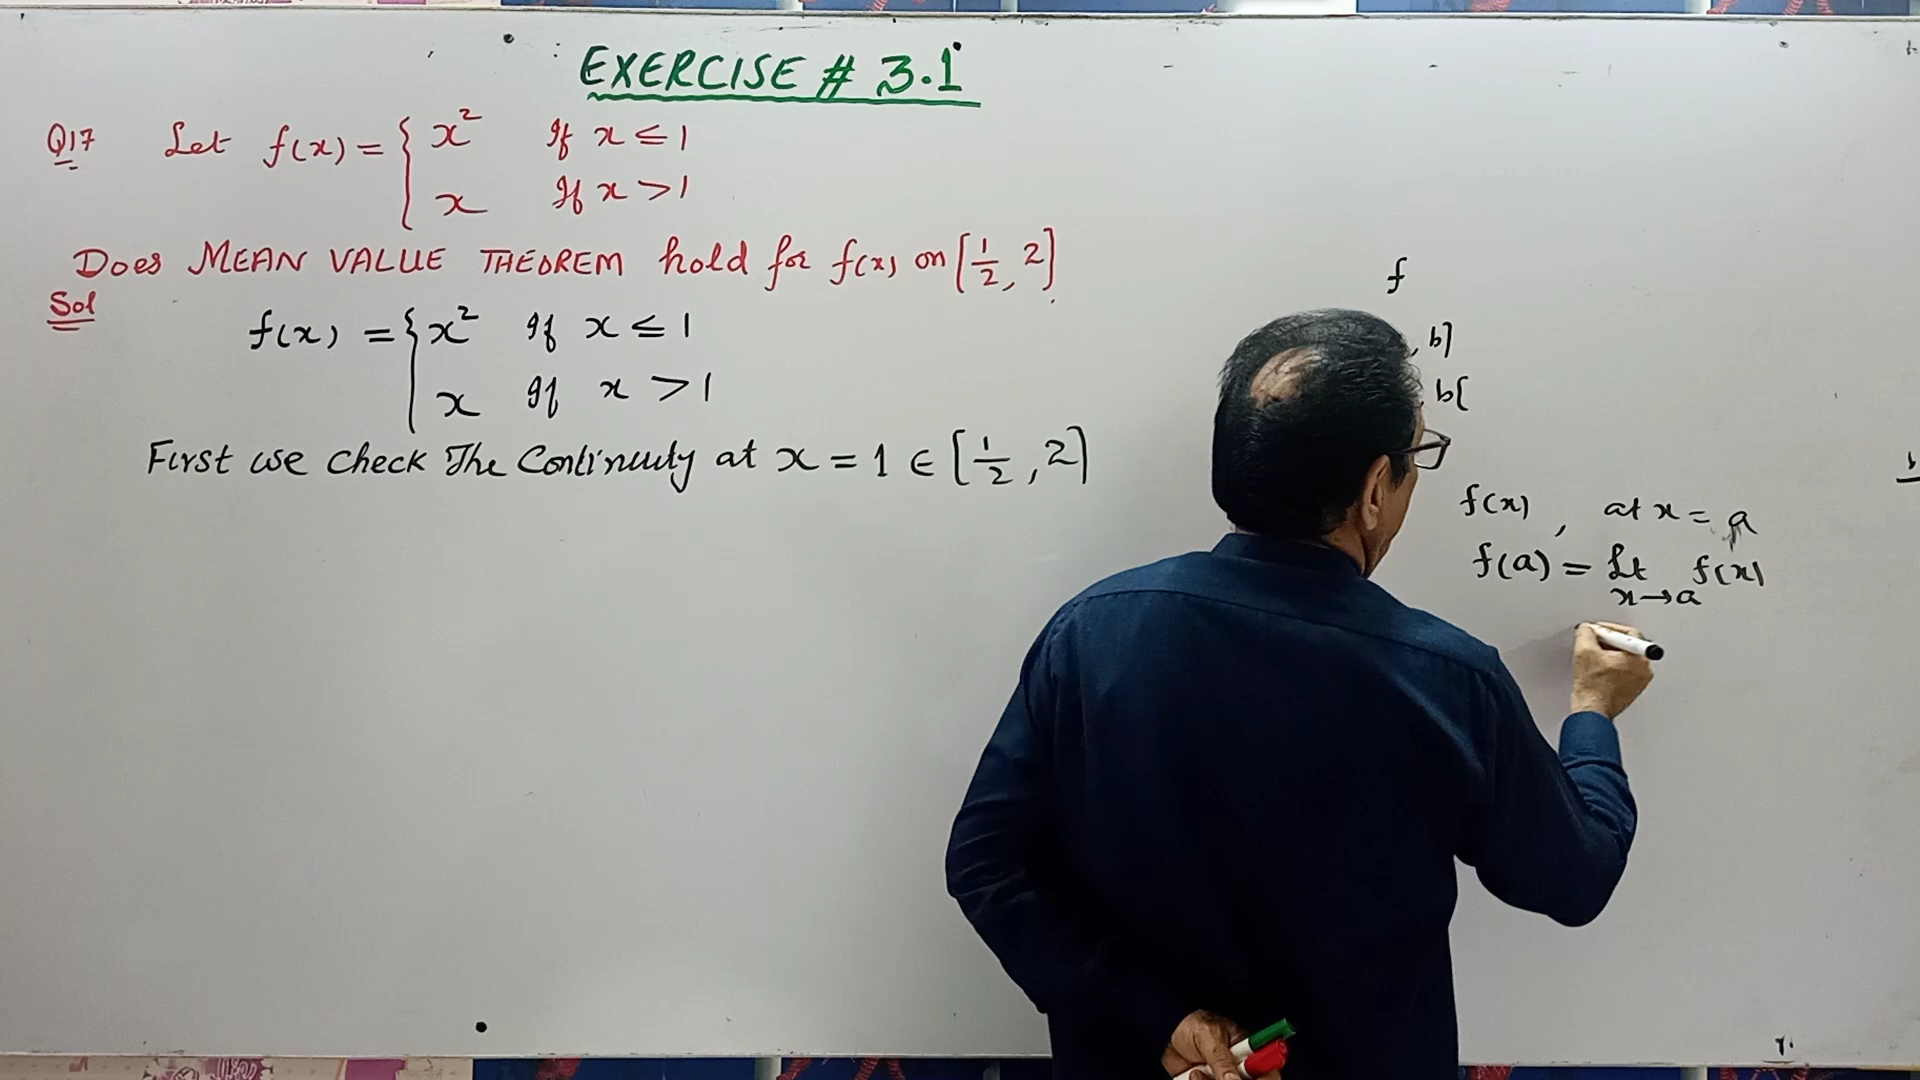 EXERCISE # 3.1
Q17 Let f(x) = { x² If x ≤ 1
x If x > 1
Does MEAN VALUE THEOREM hold for f(x) on [1/2, 2]
Sol
f(x) = { x² If x ≤ 1
x If x > 1
First we check The Continuity at x = 1 ∈ [1/2, 2]
f
, b]
, b[
f(x) , at x = a
f(a) = Lt f(x)
x→a